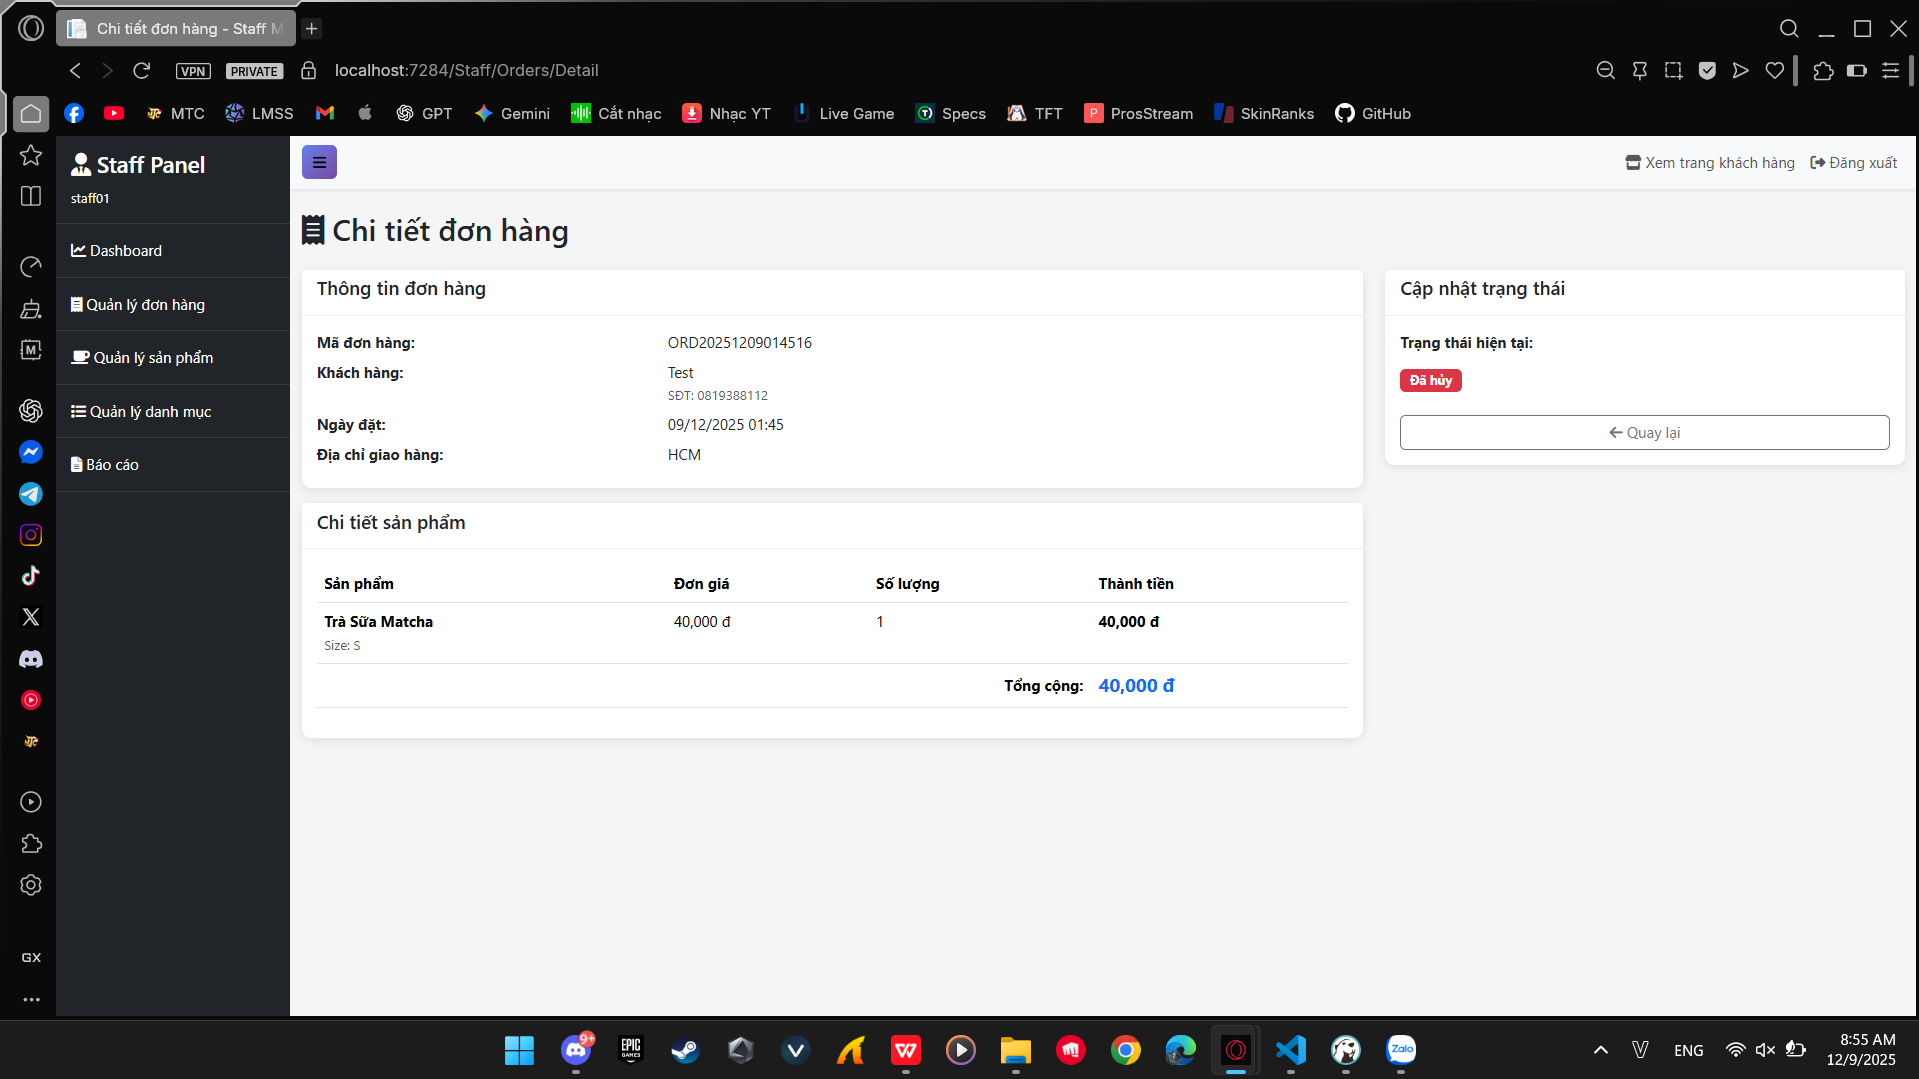 Chi tiết đơn hàng - Staff M
VPN
PRIVATE
localhost:7284/Staff/Orders/Detail
MTC
LMSS
GPT
Gemini
Cắt nhạc
Nhạc YT
Live Game
Specs
TFT
ProsStream
SkinRanks
GitHub
Staff Panel
staff01
Dashboard
Quản lý đơn hàng
Quản lý sản phẩm
Quản lý danh mục
Báo cáo
Xem trang khách hàng
Đăng xuất
Chi tiết đơn hàng
Thông tin đơn hàng
Mã đơn hàng: ORD20251209014516
Khách hàng: Test
SĐT: 0819388112
Ngày đặt: 09/12/2025 01:45
Địa chỉ giao hàng: HCM
Cập nhật trạng thái
Trạng thái hiện tại:
Đã hủy
Quay lại
Chi tiết sản phẩm
Sản phẩm Đơn giá Số lượng Thành tiền
Trà Sữa Matcha 40,000 đ 1 40,000 đ
Size: S
Tổng cộng: 40,000 đ
GX
9+
EPIC
GAMES
Zalo
ENG
8:55 AM
12/9/2025